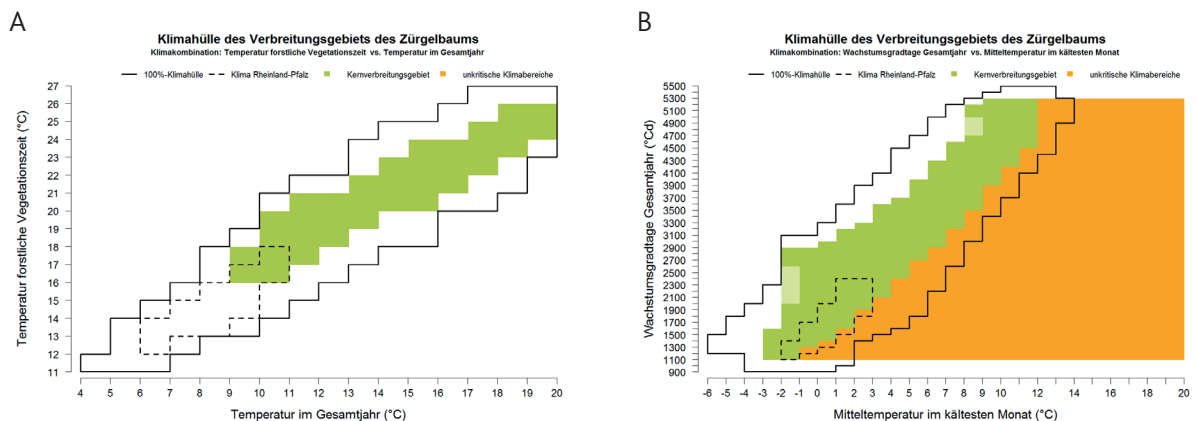 A
Klimahülle des Verbreitungsgebiets des Zürgelbaums
Klimakombination: Temperatur forstliche Vegetationszeit vs. Temperatur im Gesamtjahr
100%-Klimahülle Klima Rheinland-Pfalz Kernverbreitungsgebiet unkritische Klimabereiche
Temperatur forstliche Vegetationszeit (°C)
27
26
25
24
23
22
21
20
19
18
17
16
15
14
13
12
11
4 5 6 7 8 9 10 11 12 13 14 15 16 17 18 19 20
Temperatur im Gesamtjahr (°C)
B
Klimahülle des Verbreitungsgebiets des Zürgelbaums
Klimakombination: Wachstumsgradtage Gesamtjahr vs. Mitteltemperatur im kältesten Monat
100%-Klimahülle Klima Rheinland-Pfalz Kernverbreitungsgebiet unkritische Klimabereiche
Wachstumsgradtage Gesamtjahr (°Cd)
5500
5300
5100
4900
4700
4500
4300
4100
3900
3700
3500
3300
3100
2900
2700
2500
2300
2100
1900
1700
1500
1300
1100
900
-6 -5 -4 -3 -2 -1 0 1 2 3 4 5 6 7 8 9 10 11 12 13 14 15 16 17 18 20
Mitteltemperatur im kältesten Monat (°C)